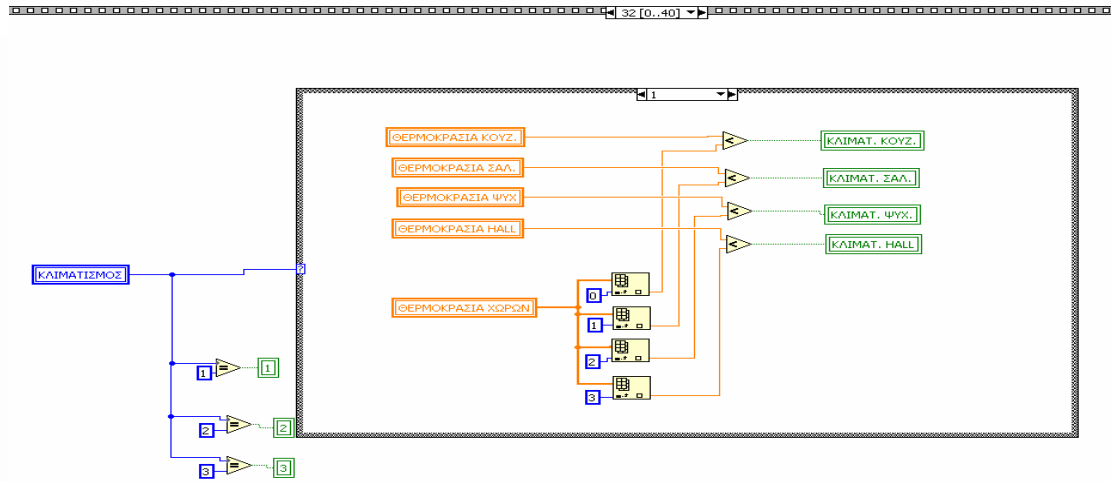 32 [0..40]
1
ΘΕΡΜΟΚΡΑΣΙΑ ΚΟΥΖ.
ΚΛΙΜΑΤ. ΚΟΥΖ.
ΘΕΡΜΟΚΡΑΣΙΑ ΣΑΛ.
ΚΛΙΜΑΤ. ΣΑΛ.
ΘΕΡΜΟΚΡΑΣΙΑ ΨΥΧ
ΚΛΙΜΑΤ. ΨΥΧ.
ΘΕΡΜΟΚΡΑΣΙΑ HALL
ΚΛΙΜΑΤ. HALL
ΚΛΙΜΑΤΙΣΜΟΣ
?
ΘΕΡΜΟΚΡΑΣΙΑ ΧΩΡΩΝ
0
1
2
3
1
=
1
2
=
2
3
=
3
<
<
<
<